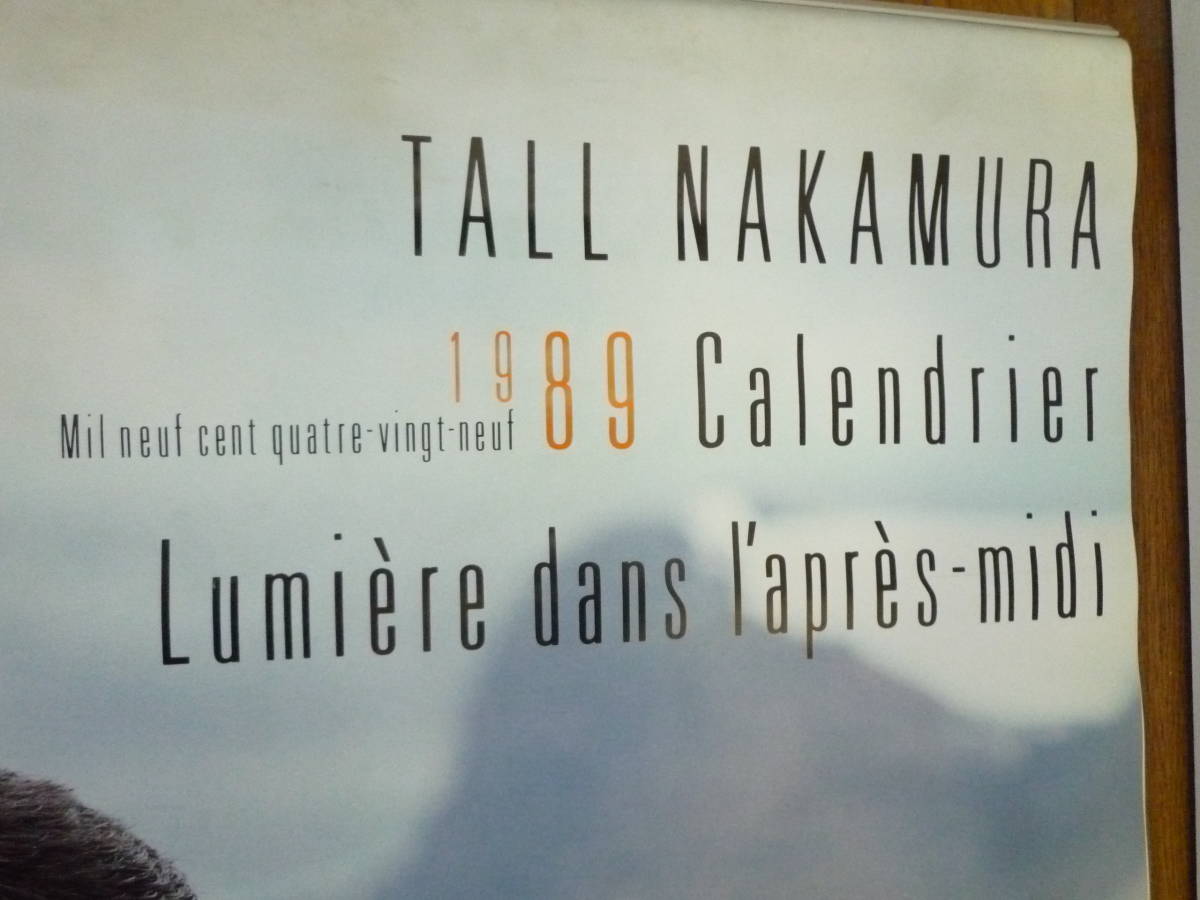 TALL NAKAMURA
1989 Calendrier
Mil neuf cent quatre-vingt-neuf
Lumière dans l'après-midi